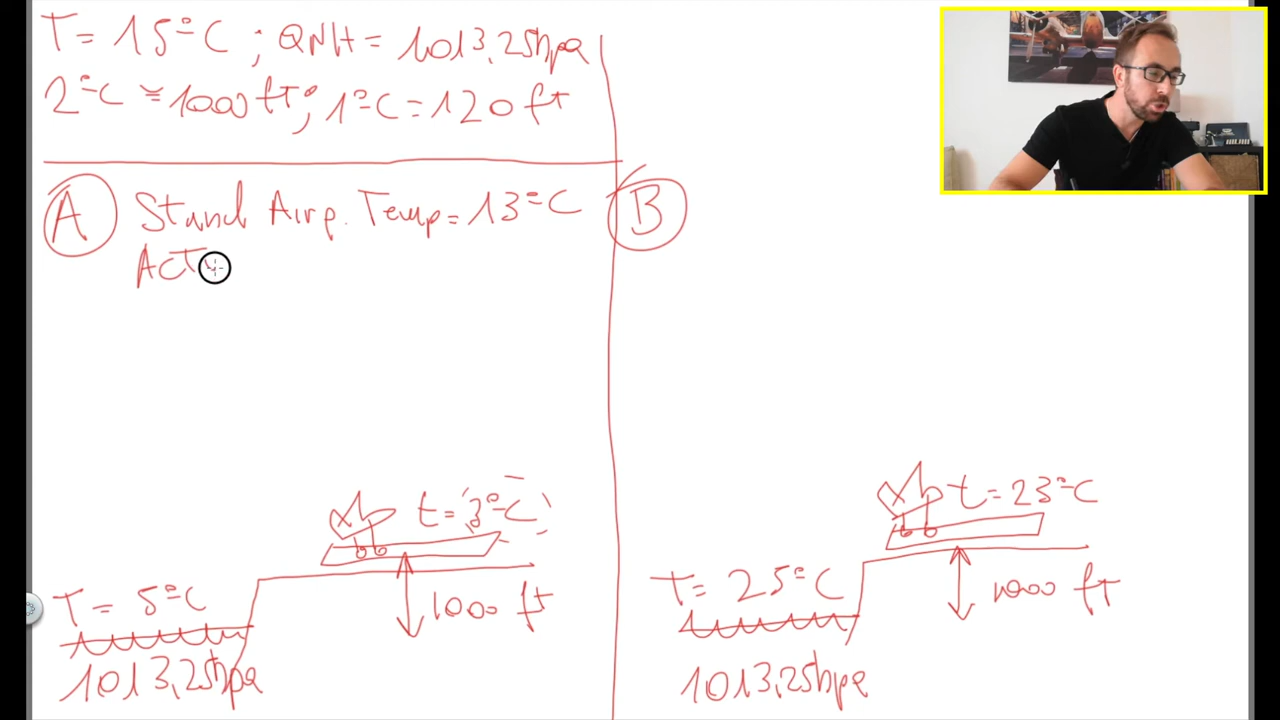 T = 15°C ; QNH = 1013,25hpa
2°C ≃ 1000 ft ; 1°C = 120 ft
A Stand Airp. Temp = 13°C
Act
t = 3°C
T = 5°C
1000 ft
1013,25hpa
B
t = 23°C
T = 25°C
1000 ft
1013,25hpa